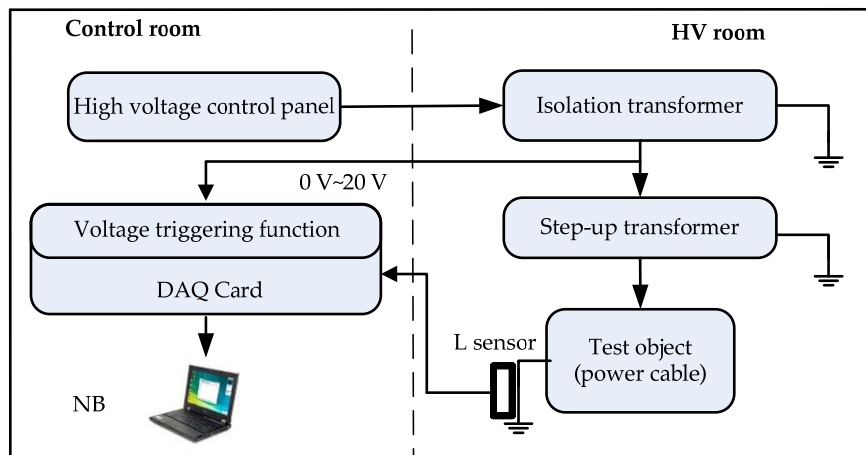 Control room
HV room
High voltage control panel
Isolation transformer
0 V~20 V
Voltage triggering function
Step-up transformer
DAQ Card
L sensor
Test object
(power cable)
NB